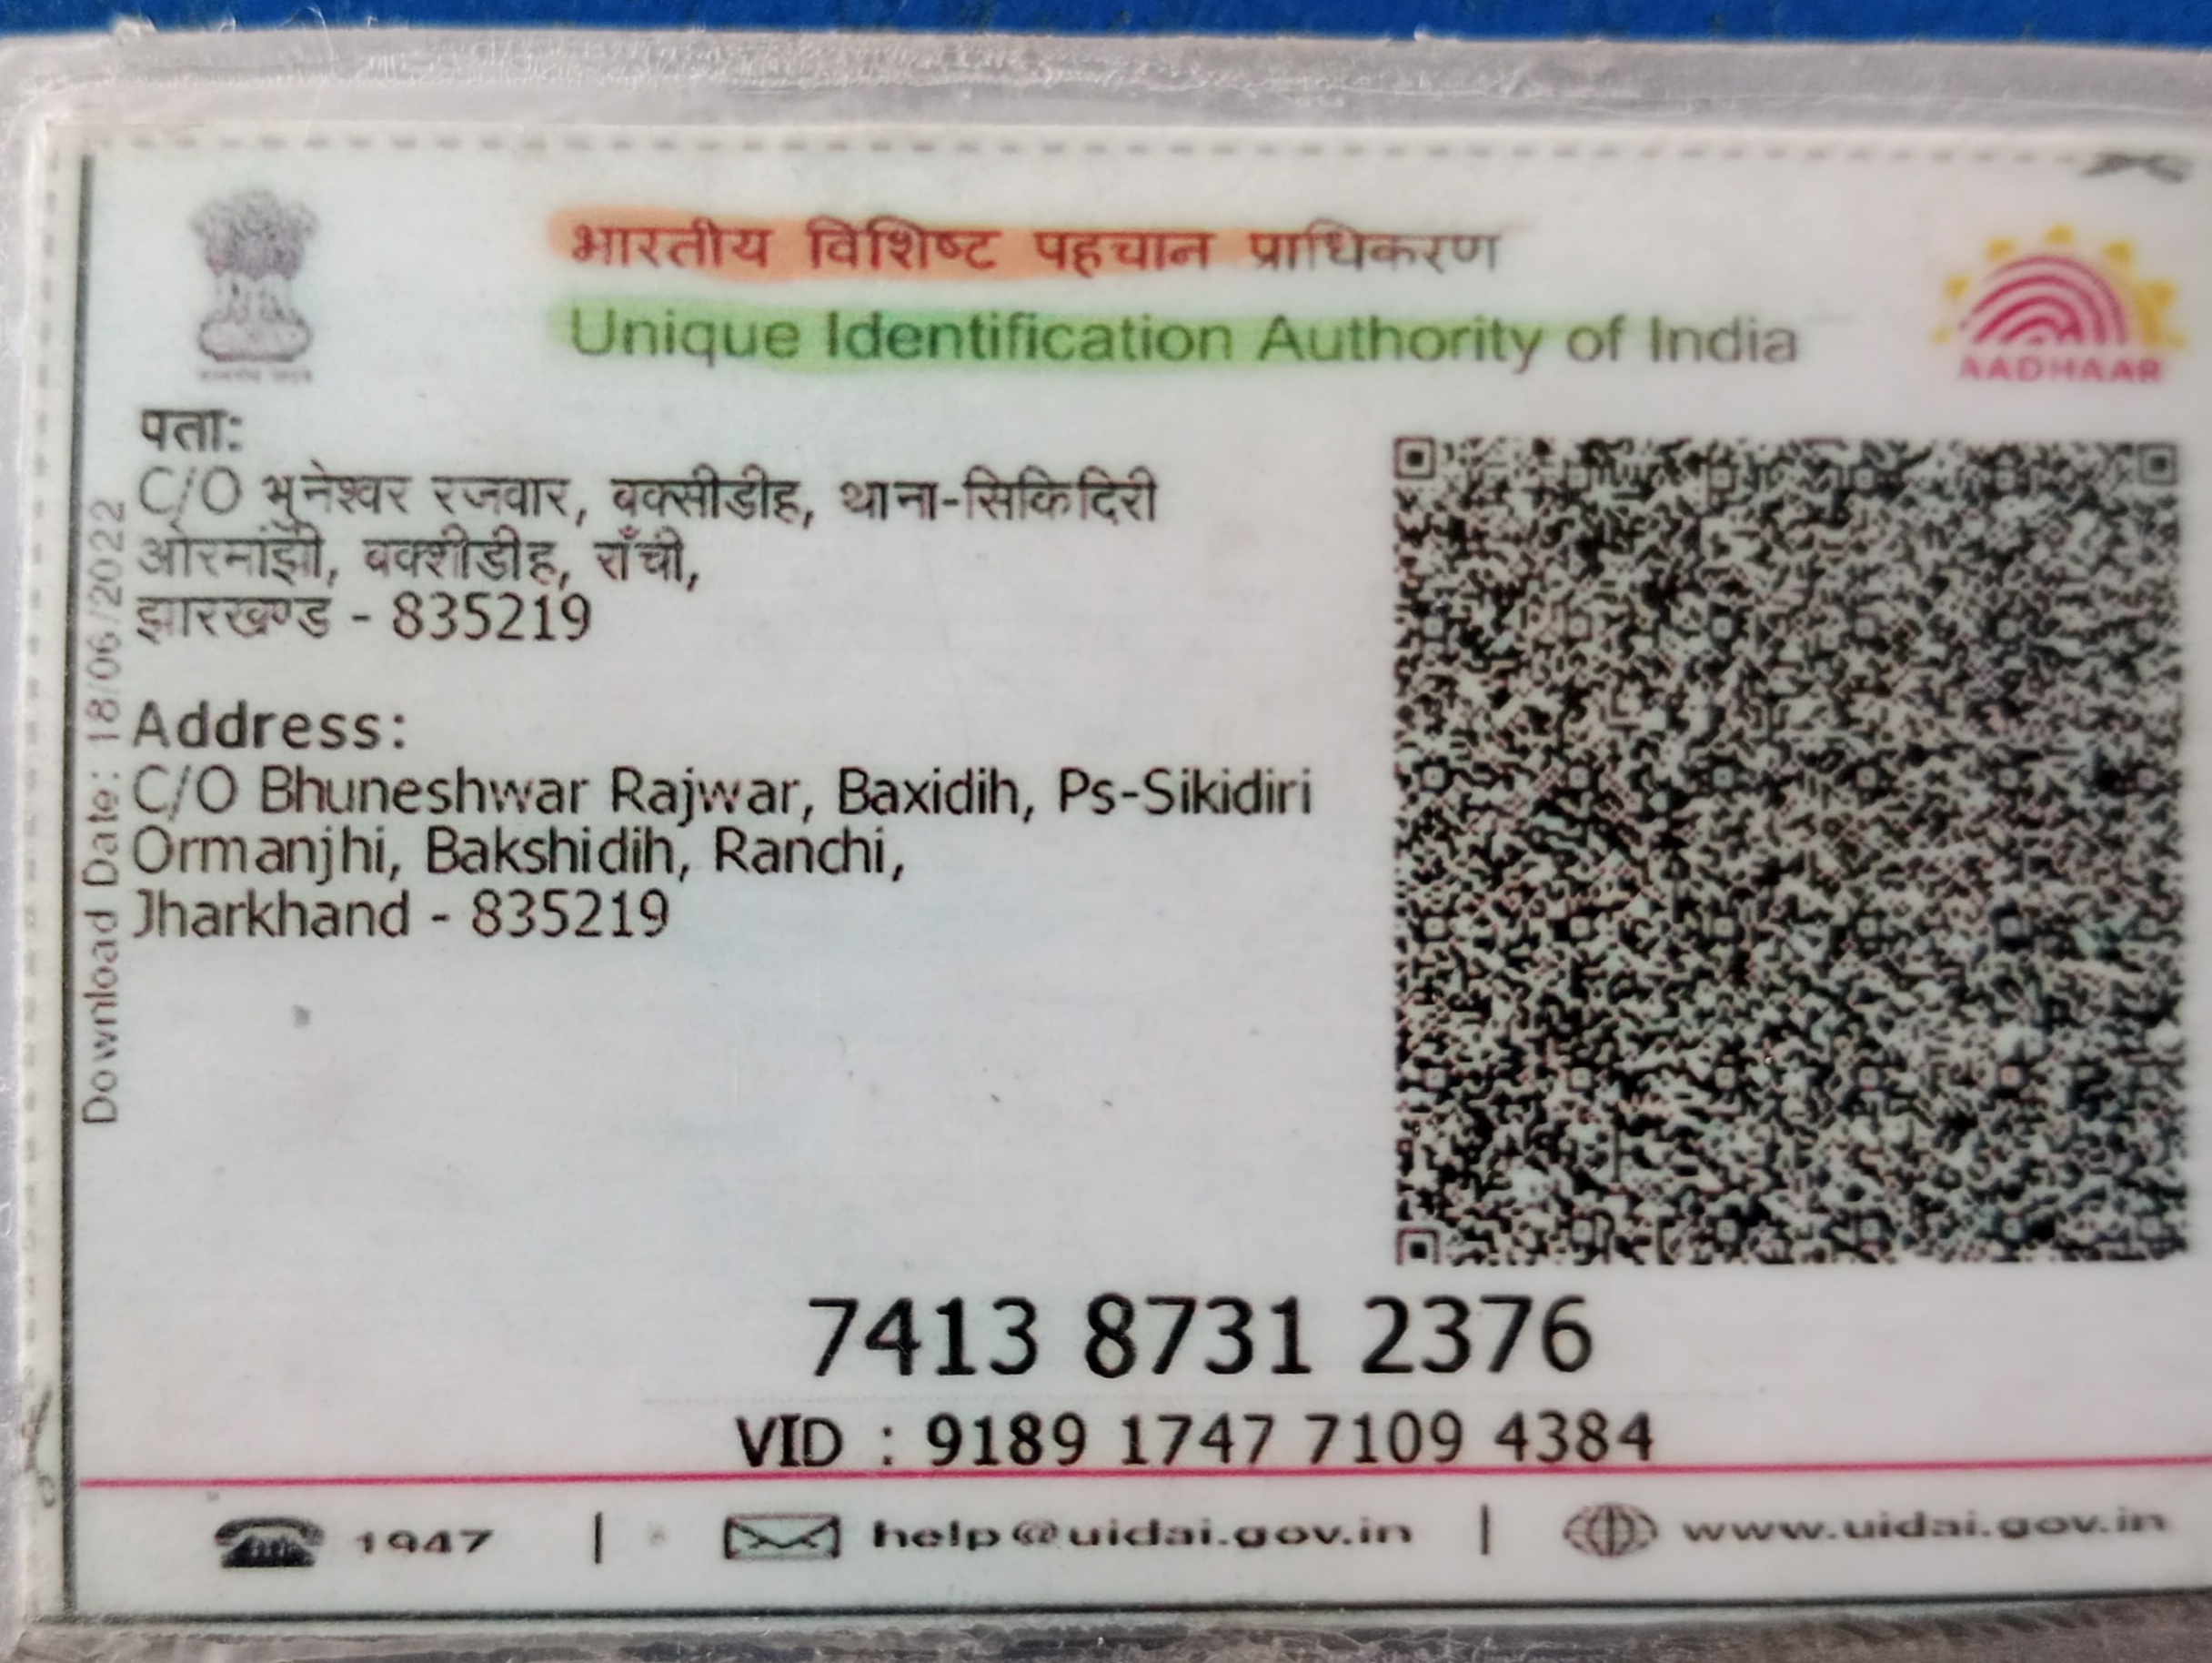 भारतीय विशिष्ट पहचान प्राधिकरण
Unique Identification Authority of India
AADHAAR
पता:
C/O भुनेश्वर रजवार, बक्सीडीह, थाना-सिकिदिरी
ओरमांझी, बक्शीडीह, राँची,
झारखण्ड - 835219
Address:
C/O Bhuneshwar Rajwar, Baxidih, Ps-Sikidiri
Ormanjhi, Bakshidih, Ranchi,
Jharkhand - 835219
Download Date: 18/06/2022
7413 8731 2376
VID : 9189 1747 7109 4384
1947 | help@uidai.gov.in | www.uidai.gov.in